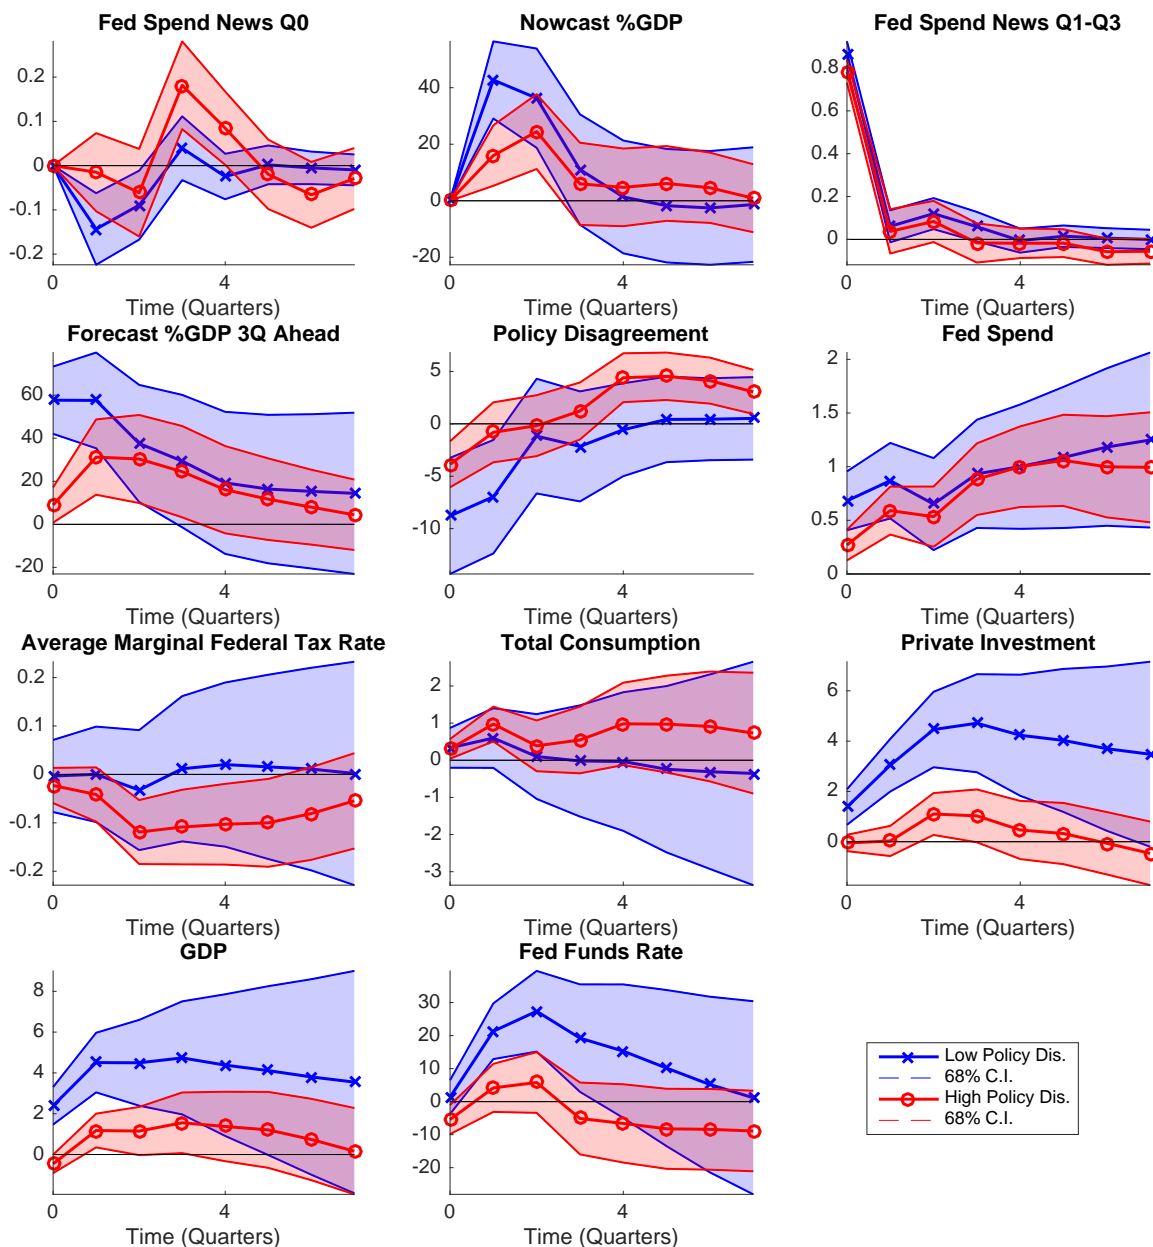 Fed Spend News Q0
0.2
0.1
0
-0.1
-0.2
0
4
Time (Quarters)
Nowcast %GDP
40
20
0
-20
0
4
Time (Quarters)
Fed Spend News Q1-Q3
0.8
0.6
0.4
0.2
0
0
4
Time (Quarters)
Forecast %GDP 3Q Ahead
60
40
20
0
-20
0
4
Time (Quarters)
Policy Disagreement
5
0
-5
-10
0
4
Time (Quarters)
Fed Spend
2
1.5
1
0.5
0
0
4
Time (Quarters)
Average Marginal Federal Tax Rate
0.2
0.1
0
-0.1
-0.2
0
4
Time (Quarters)
Total Consumption
2
1
0
-1
-2
-3
0
4
Time (Quarters)
Private Investment
6
4
2
0
0
4
Time (Quarters)
GDP
8
6
4
2
0
0
4
Time (Quarters)
Fed Funds Rate
30
20
10
0
-10
-20
0
4
Time (Quarters)
Low Policy Dis.
68% C.I.
High Policy Dis.
68% C.I.